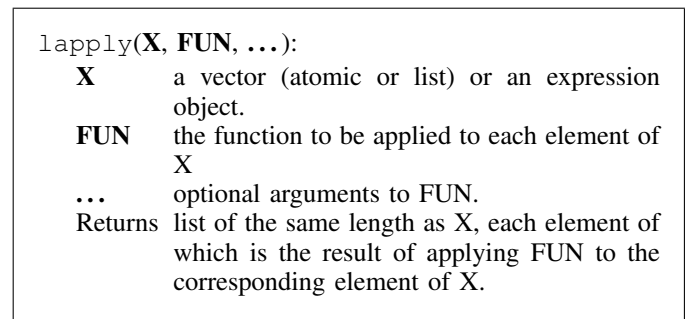 lapply(X, FUN, ...):
X a vector (atomic or list) or an expression
object.
FUN the function to be applied to each element of
X
... optional arguments to FUN.
Returns list of the same length as X, each element of
which is the result of applying FUN to the
corresponding element of X.